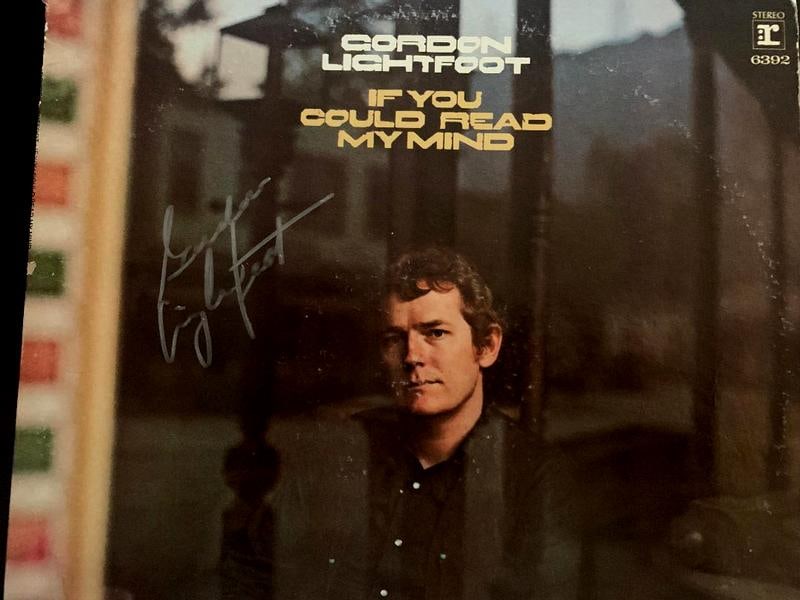 GORDON
LIGHTFOOT
IF YOU
COULD READ
MY MIND
STEREO
r
6392
Gordon
Lightfoot